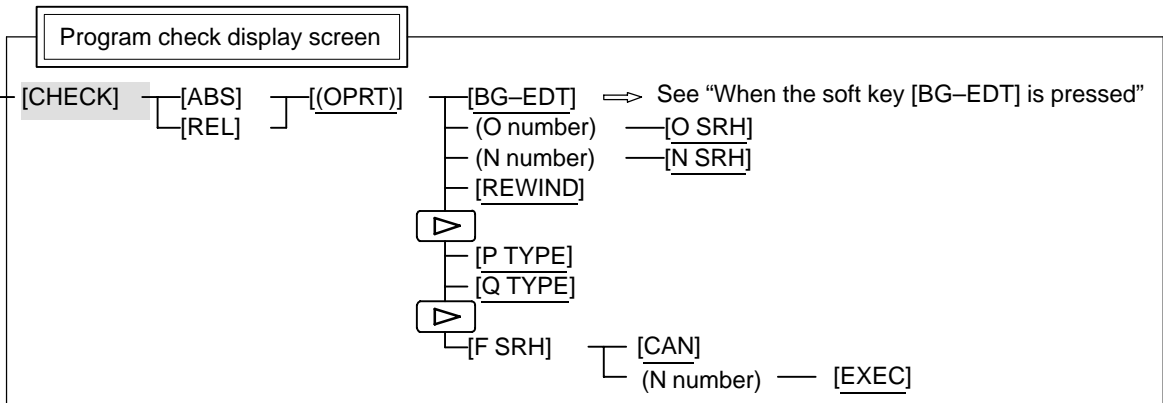 Program check display screen
[CHECK] [ABS] [(OPRT)] [BG–EDT] See “When the soft key [BG–EDT] is pressed”
[REL] (O number) [O SRH]
(N number) [N SRH]
[REWIND]
[P TYPE]
[Q TYPE]
[F SRH] [CAN]
(N number) [EXEC]